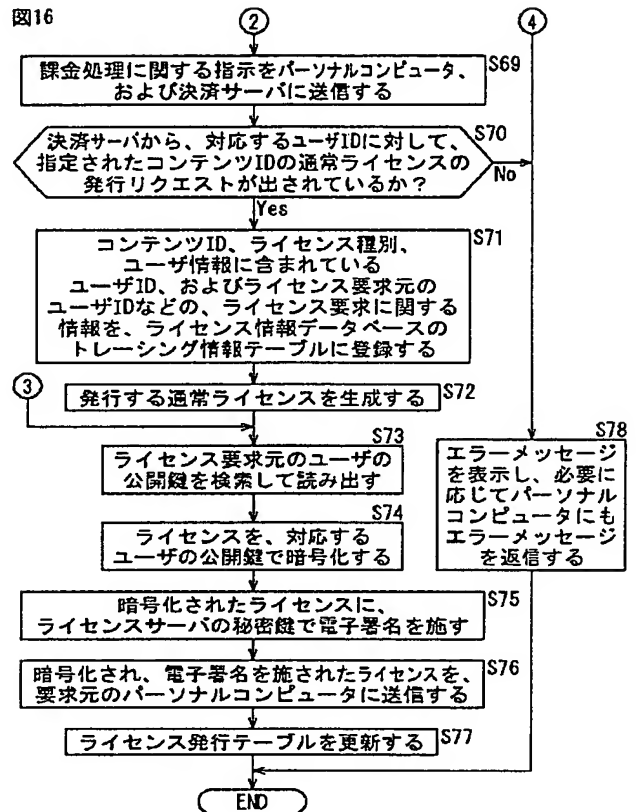 図16
②
④
課金処理に関する指示をパーソナルコンピュータ、
および決済サーバに送信する
S69
決済サーバから、対応するユーザIDに対して、
指定されたコンテンツIDの通常ライセンスの
発行リクエストが出されているか?
S70
No
Yes
コンテンツID、ライセンス種別、
ユーザ情報に含まれている
ユーザID、およびライセンス要求元の
ユーザIDなどの、ライセンス要求に関する
情報を、ライセンス情報データベースの
トレーシング情報テーブルに登録する
S71
③
発行する通常ライセンスを生成する
S72
S73
ライセンス要求元のユーザの
公開鍵を検索して読み出す
S74
ライセンスを、対応する
ユーザの公開鍵で暗号化する
S78
エラーメッセージ
を表示し、必要に
応じてパーソナル
コンピュータにも
エラーメッセージ
を返信する
暗号化されたライセンスに、
ライセンスサーバの秘密鍵で電子署名を施す
S75
暗号化され、電子署名を施されたライセンスを、
要求元のパーソナルコンピュータに送信する
S76
ライセンス発行テーブルを更新する
S77
END